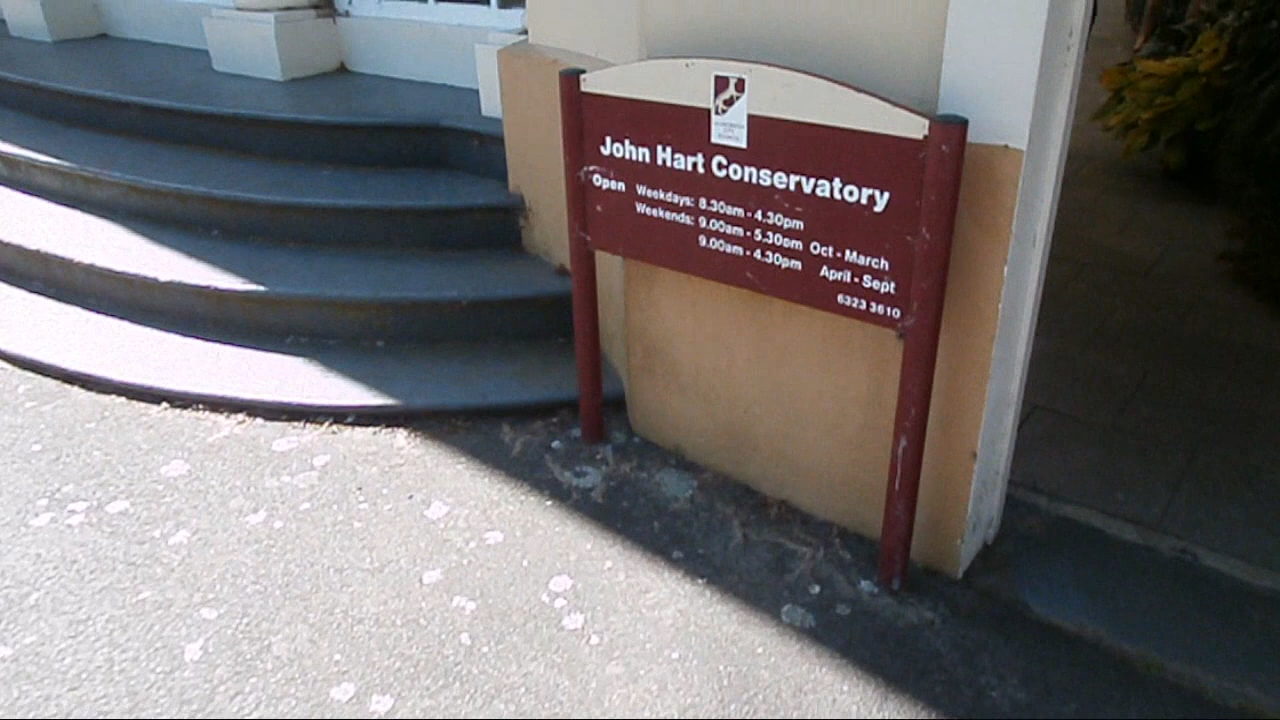 John Hart Conservatory
Open Weekdays: 8.30am - 4.30pm
Weekends: 9.00am - 5.30pm Oct - March
9.00am - 4.30pm April - Sept
6323 3610